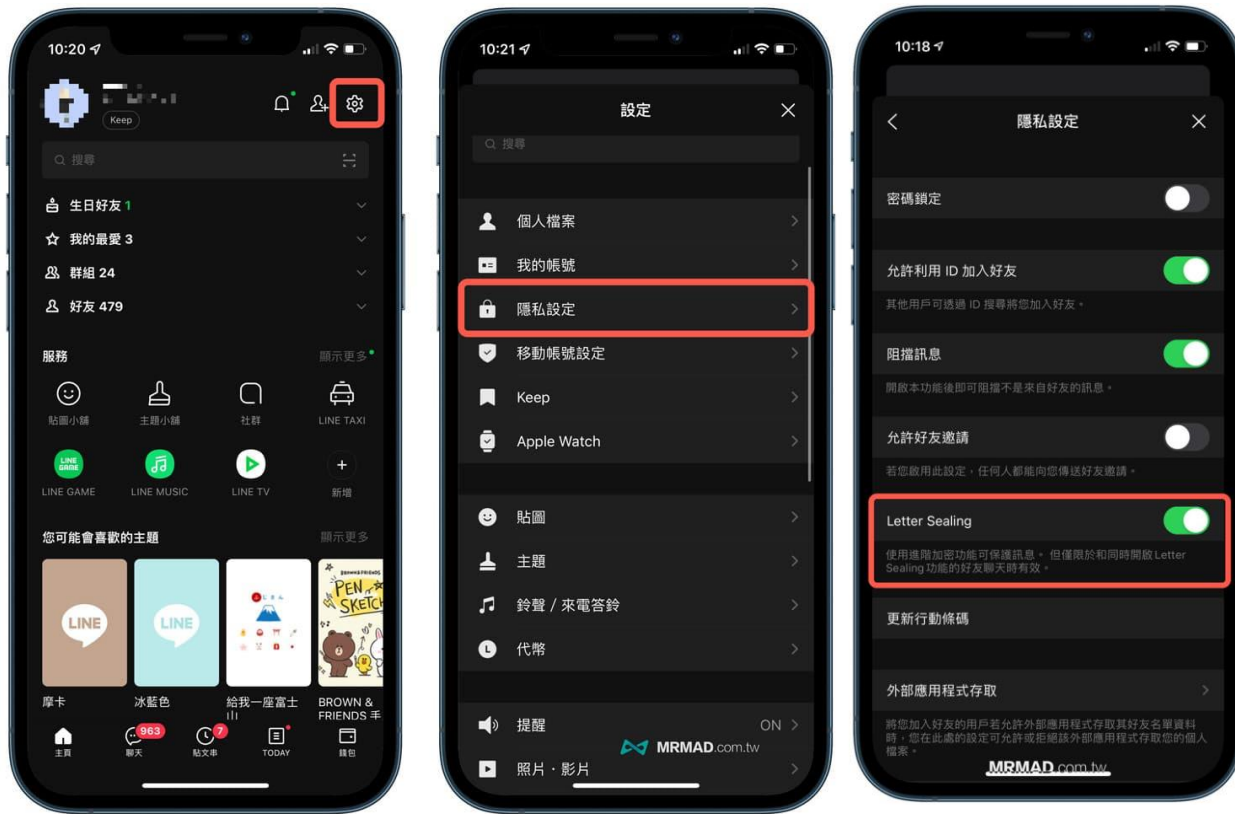 10:20
Keep
搜尋
生日好友 1
我的最愛 3
群組 24
好友 479
服務
顯示更多
貼圖小舖
主題小舖
社群
LINE TAXI
LINE GAME
LINE GAME
LINE MUSIC
LINE TV
新增
您可能會喜歡的主題
顯示更多
LINE
LINE
BROWN & FRIENDS
PEN
SKETCH
摩卡
冰藍色
給我一座富士
山
BROWN &
FRIENDS 手
963
7
主頁
聊天
貼文串
TODAY
錢包
10:21
設定
搜尋
個人檔案
我的帳號
隱私設定
移動帳號設定
Keep
Apple Watch
貼圖
主題
鈴聲 / 來電答鈴
代幣
提醒
ON
MRMAD.com.tw
照片・影片
10:18
隱私設定
密碼鎖定
允許利用 ID 加入好友
其他用戶可透過 ID 搜尋將您加入好友。
阻擋訊息
開啟本功能後即可阻擋不是來自好友的訊息。
允許好友邀請
若您啟用此設定，任何人都能向您傳送好友邀請。
Letter Sealing
使用進階加密功能可保護訊息。 但僅限於和同時開啟 Letter
Sealing 功能的好友聊天時有效。
更新行動條碼
外部應用程式存取
將您加入好友的用戶若允許外部應用程式存取其好友名單資料
時，您在此處的設定可允許或拒絕該外部應用程式存取您的個人
檔案。
MRMAD.com.tw